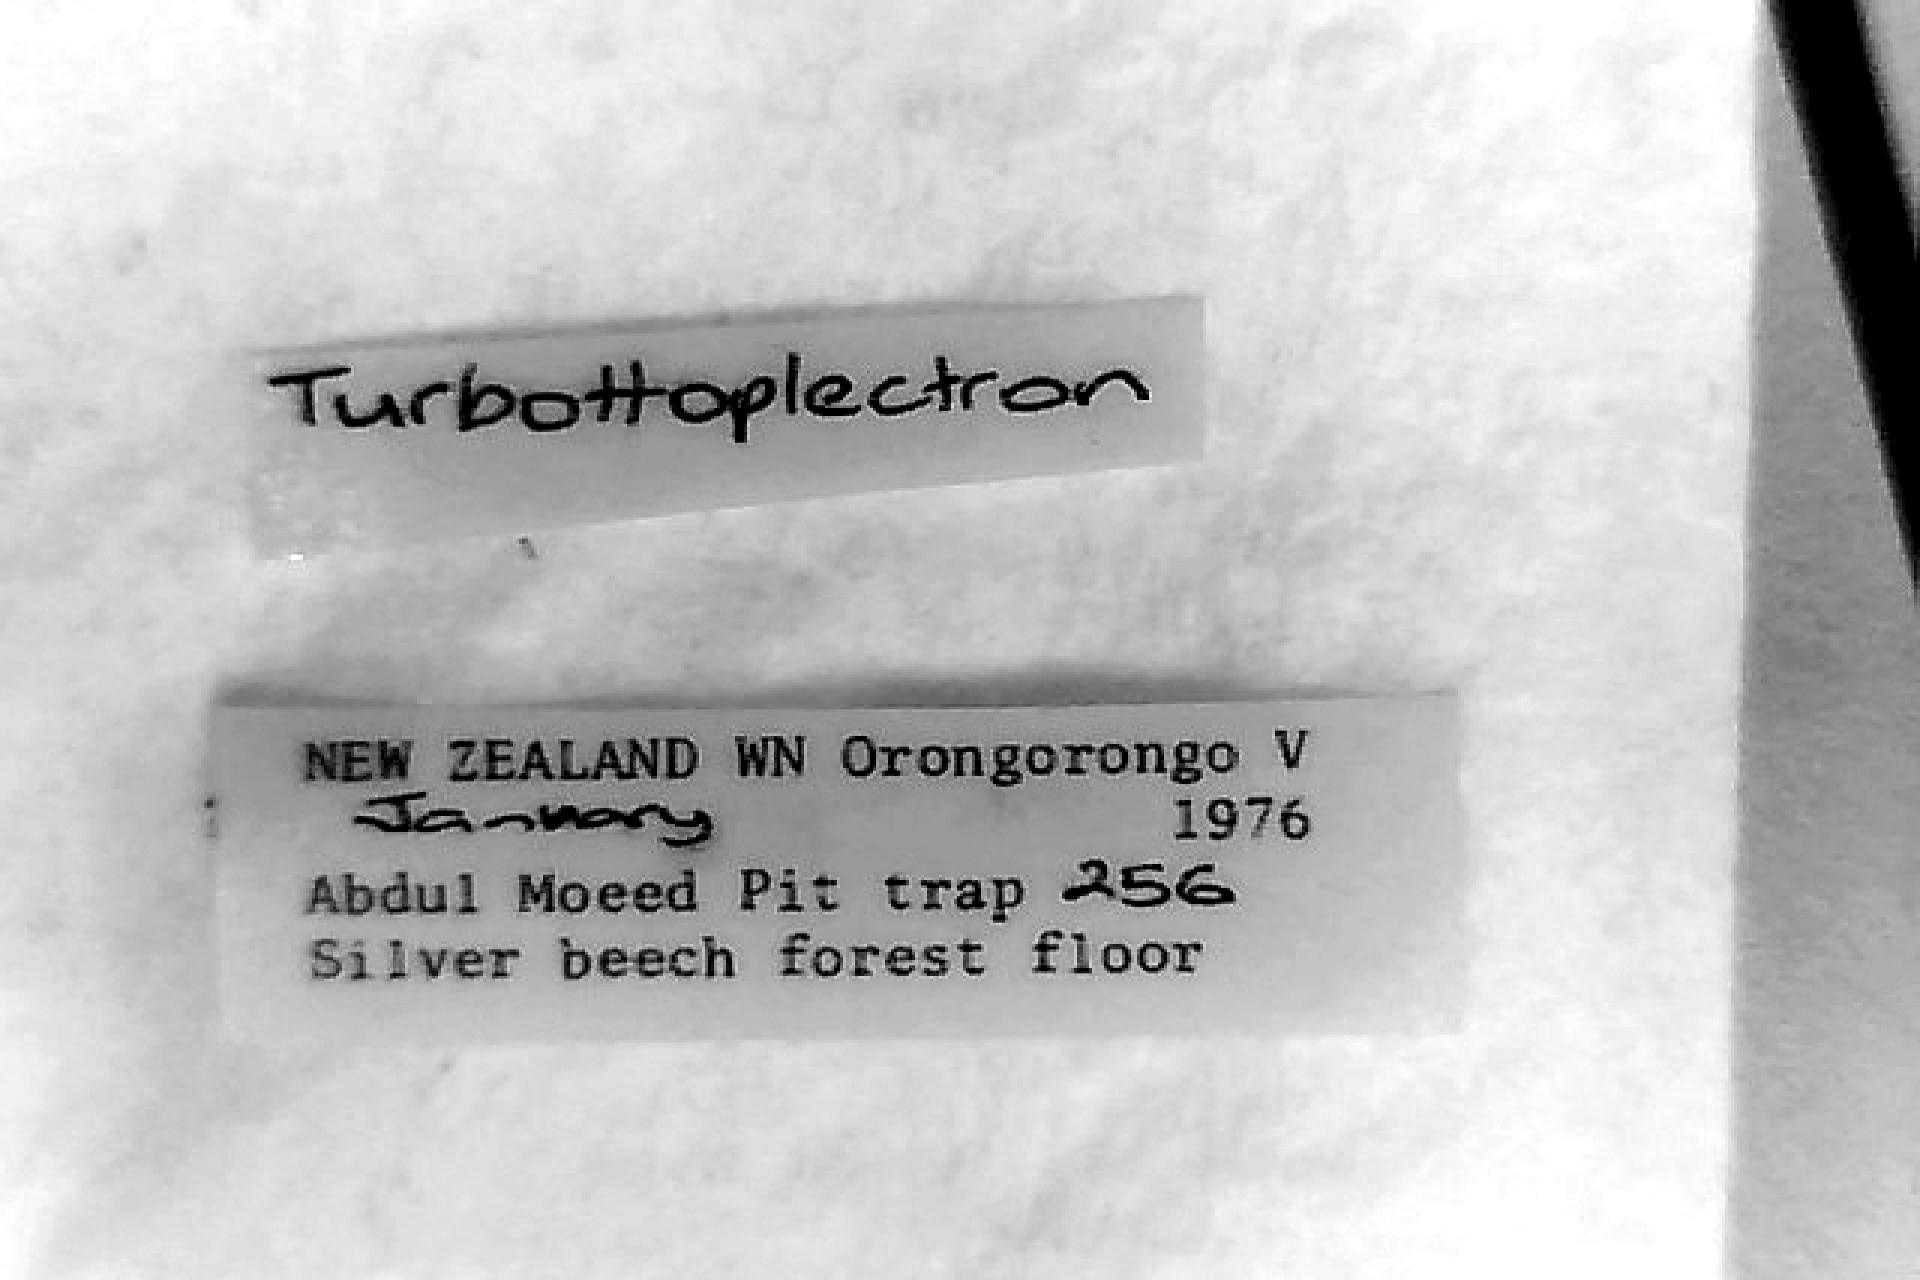 Turbottoplectron
NEW ZEALAND WN Orongorongo V
January 1976
Abdul Moeed Pit trap 256
Silver beech forest floor